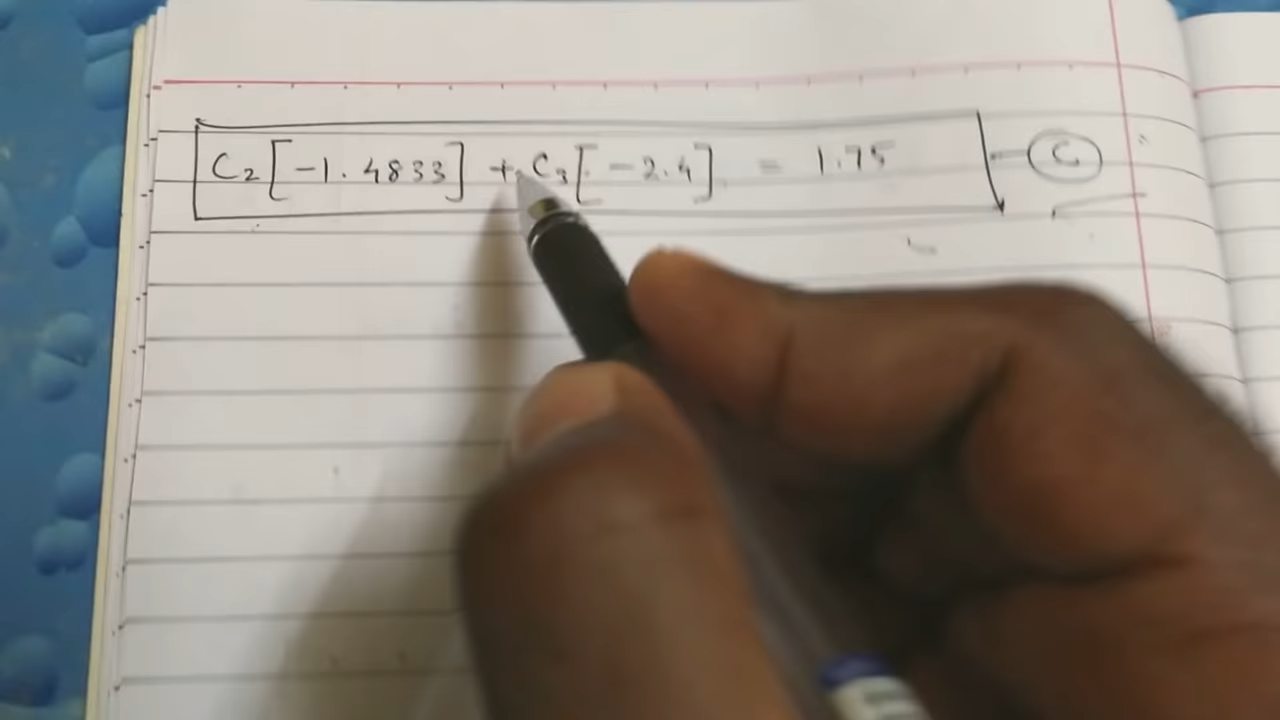 C₂[-1.4833] + C₃[-2.4] = 1.75 — C